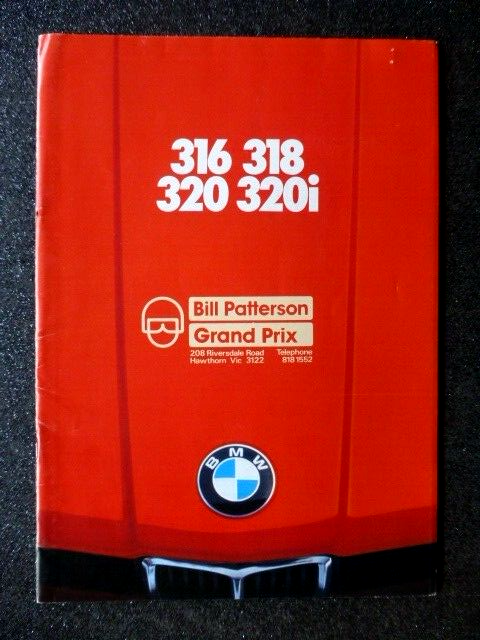 316 318
320 320i
Bill Patterson
Grand Prix
208 Riversdale Road Telephone
Hawthorn Vic 3122 818 1552
BMW